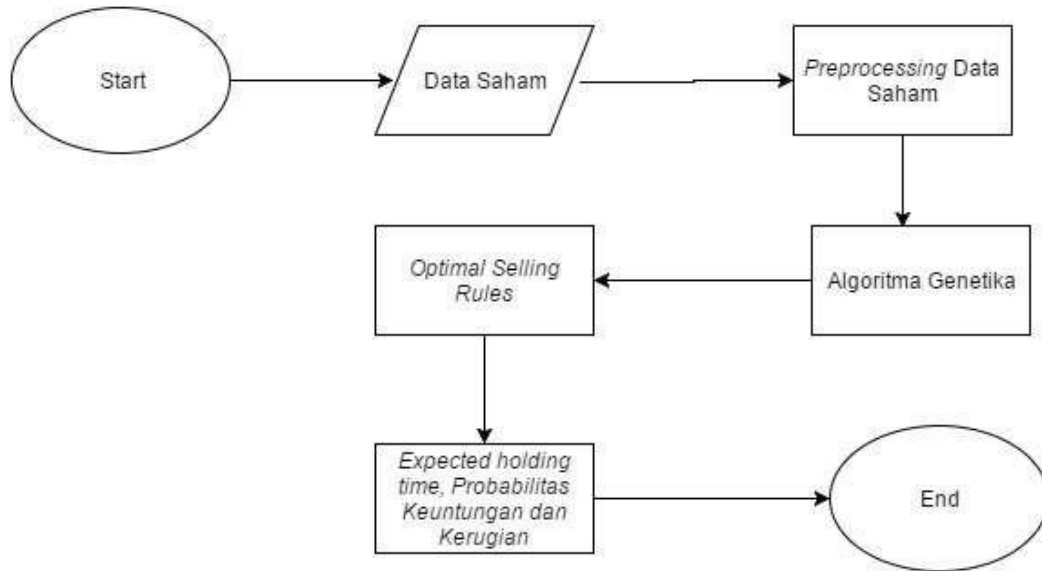 Start
Data Saham
Preprocessing Data
Saham
Algoritma Genetika
Optimal Selling
Rules
Expected holding
time, Probabilitas
Keuntungan dan
Kerugian
End